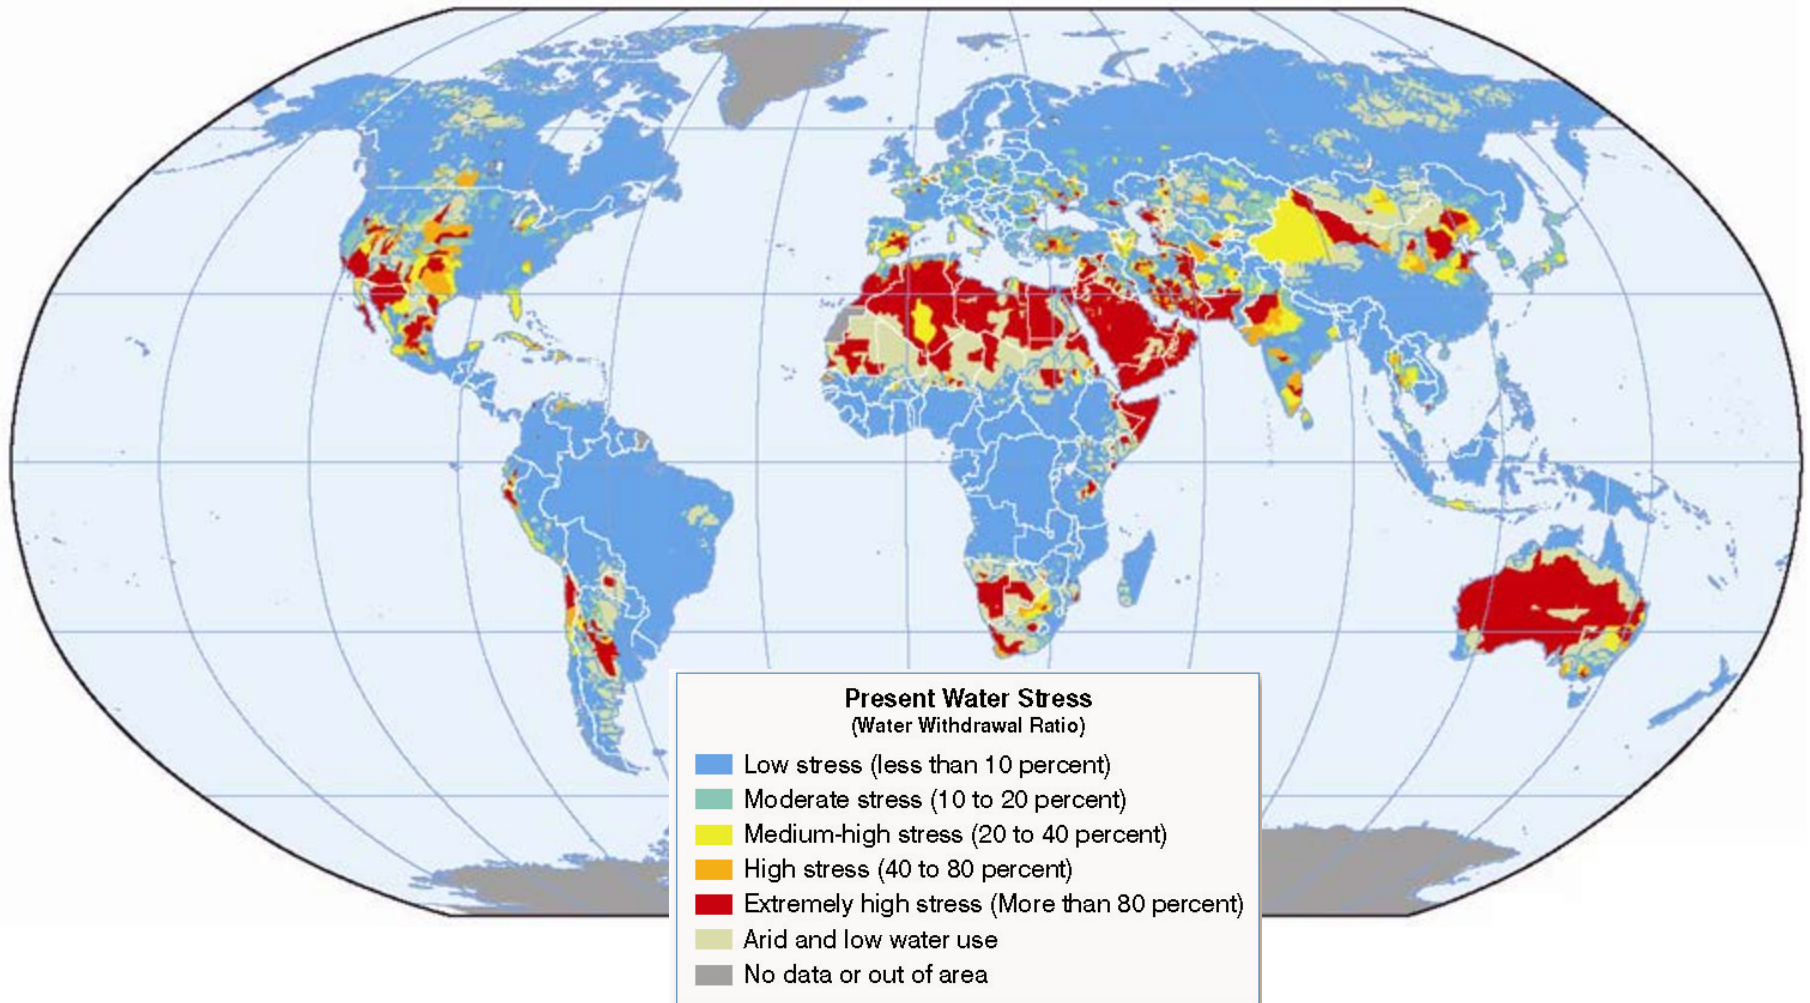 Present Water Stress
(Water Withdrawal Ratio)
Low stress (less than 10 percent)
Moderate stress (10 to 20 percent)
Medium-high stress (20 to 40 percent)
High stress (40 to 80 percent)
Extremely high stress (More than 80 percent)
Arid and low water use
No data or out of area